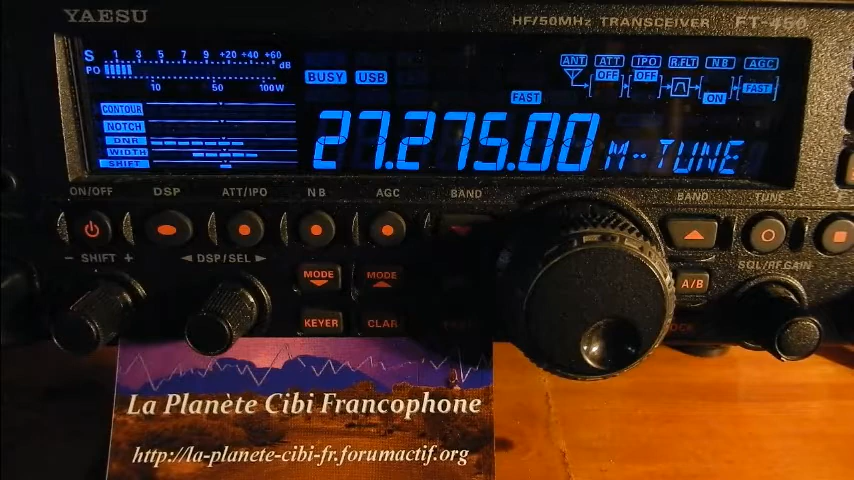 YAESU
HF/50MHz TRANSCEIVER FT-450
S 1 3 5 7 9 +20 +40 +60 dB
PO 10 50 100W
BUSY USB
ANT ATT IPO R.FLT NB AGC
OFF OFF ON FAST
FAST
CONTOUR
NOTCH
DNR
WIDTH
SHIFT
27.275.00 M--TUNE
ON/OFF DSP ATT/IPO NB AGC BAND BAND TUNE
- SHIFT + ◄ DSP/SEL ► SQL/RF GAIN
MODE MODE A/B
KEYER CLAR
La Planète Cibi Francophone
http://la-planete-cibi-fr.forumactif.org